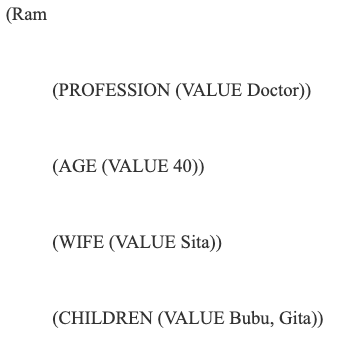 (Ram
(PROFESSION (VALUE Doctor))
(AGE (VALUE 40))
(WIFE (VALUE Sita))
(CHILDREN (VALUE Bubu, Gita))